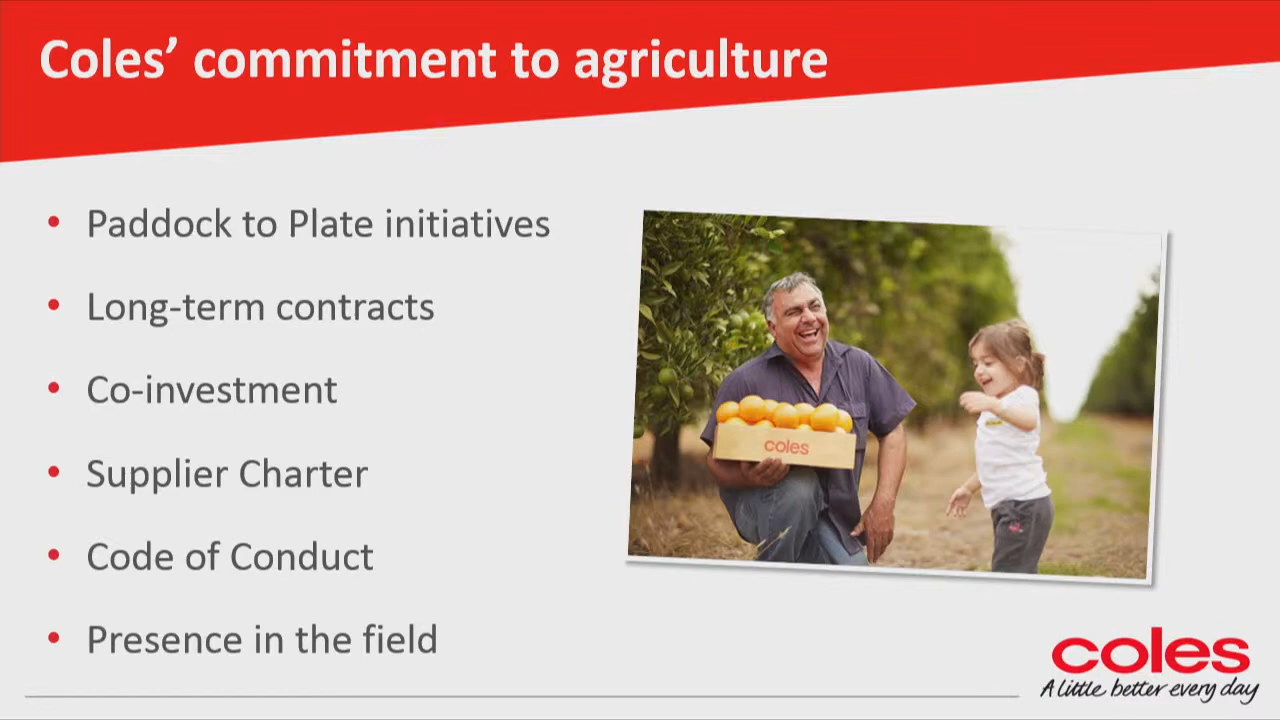 Coles’ commitment to agriculture
• Paddock to Plate initiatives
• Long-term contracts
• Co-investment
• Supplier Charter
• Code of Conduct
• Presence in the field
coles
coles
A little better every day